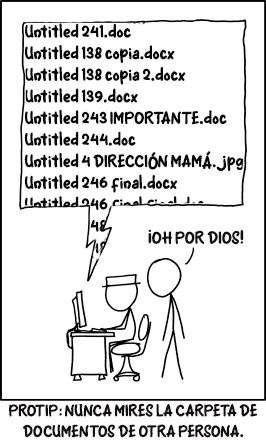 Untitled 241.doc
Untitled 138 copia.docx
Untitled 138 copia 2.docx
Untitled 139.docx
Untitled 243 IMPORTANTE.doc
Untitled 244.doc
Untitled 4 DIRECCIÓN MAMÁ.jpg
Untitled 246 final.docx
Untitled 246
¡OH POR DIOS!
PROTIP: NUNCA MIRES LA CARPETA DE
DOCUMENTOS DE OTRA PERSONA.